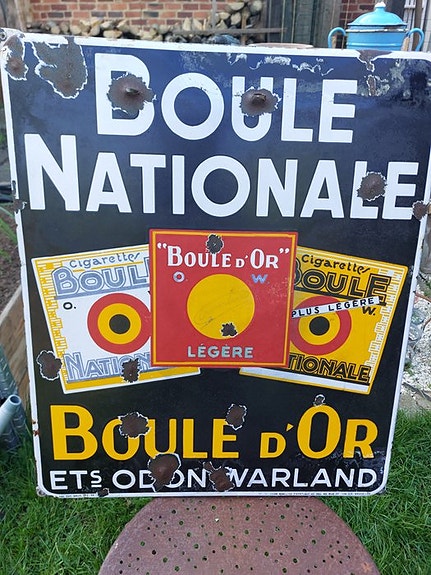 BOULE
NATIONALE
Cigarettes
BOULE
O.
NATIONALE
"BOULE D'OR"
O. W
LÉGÈRE
Cigarettes
BOULE
PLUS LÉGÈRE
W.
NATIONALE
BOULE D'OR
ETS ODON WARLAND